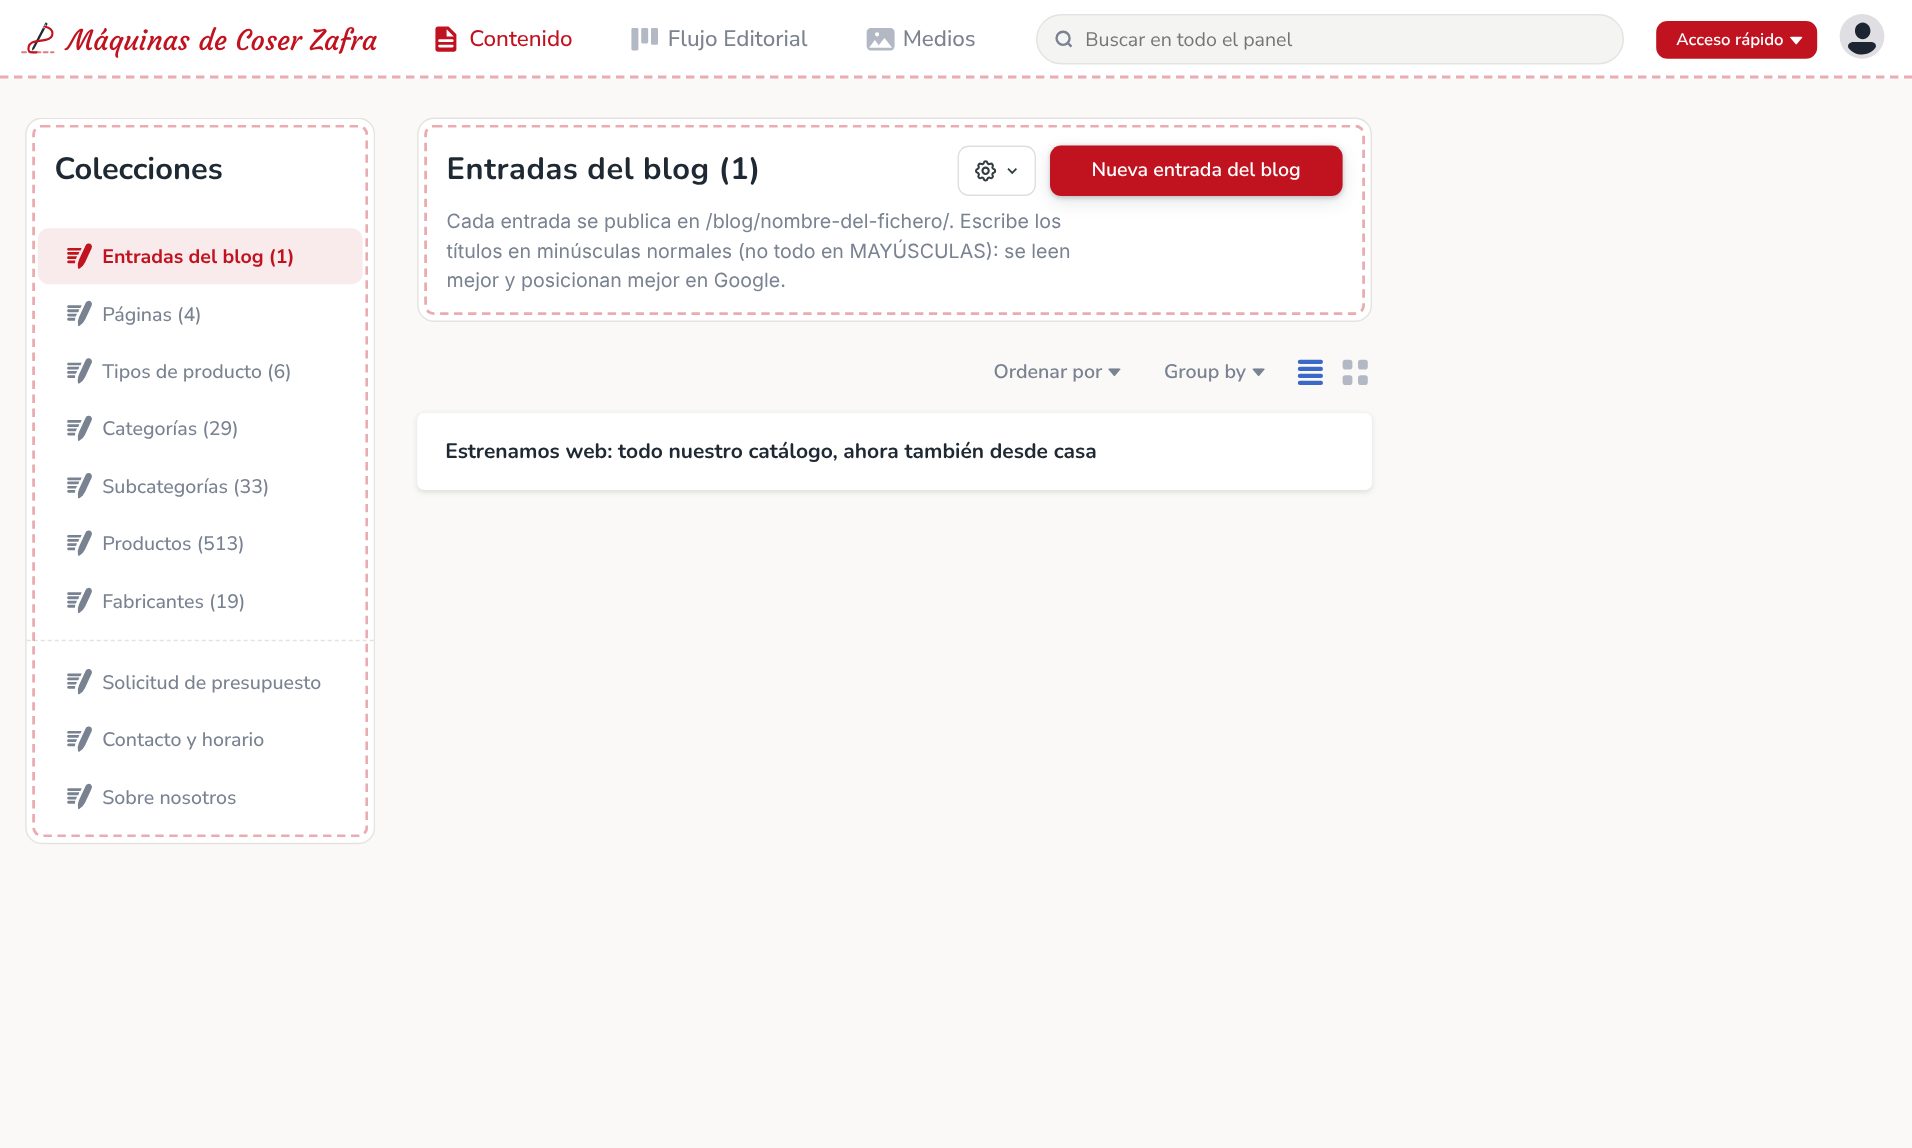 Máquinas de Coser Zafra
Contenido
Flujo Editorial
Medios
Buscar en todo el panel
Acceso rápido
Colecciones
Entradas del blog (1)
Páginas (4)
Tipos de producto (6)
Categorías (29)
Subcategorías (33)
Productos (513)
Fabricantes (19)
Solicitud de presupuesto
Contacto y horario
Sobre nosotros
Entradas del blog (1)
Nueva entrada del blog
Cada entrada se publica en /blog/nombre-del-fichero/. Escribe los
títulos en minúsculas normales (no todo en MAYÚSCULAS): se leen
mejor y posicionan mejor en Google.
Ordenar por
Group by
Estrenamos web: todo nuestro catálogo, ahora también desde casa